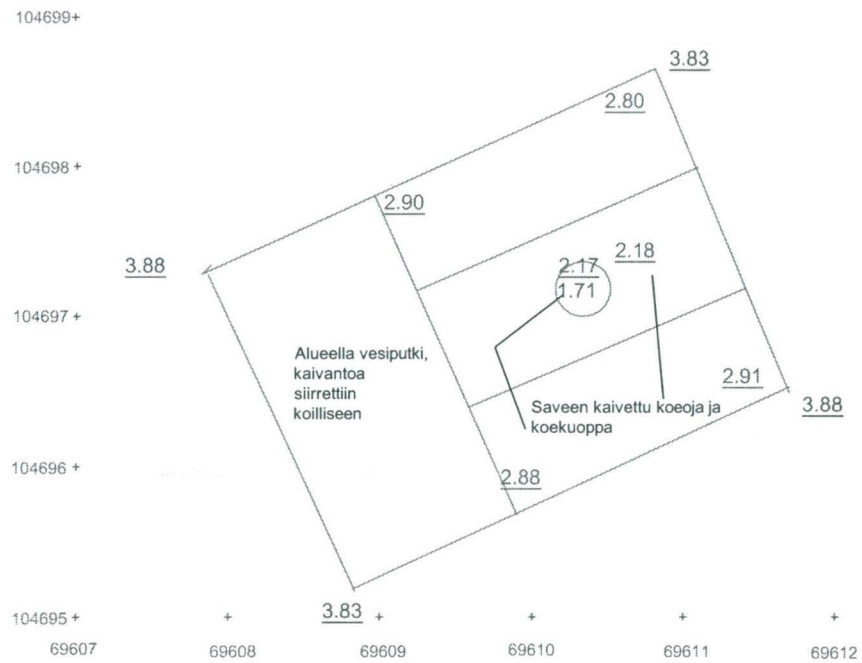 104699+
3.83
2.80
104698 +
2.90
3.88
2.17
2.18
1.71
104697 +
Alueella vesiputki,
kaivantoa
siirrettiin
koilliseen
2.91
3.88
Saveen kaivettu koeoja ja
koekuoppa
104696 +
2.88
3.83
104695 + + + + + +
69607 69608 69609 69610 69611 69612